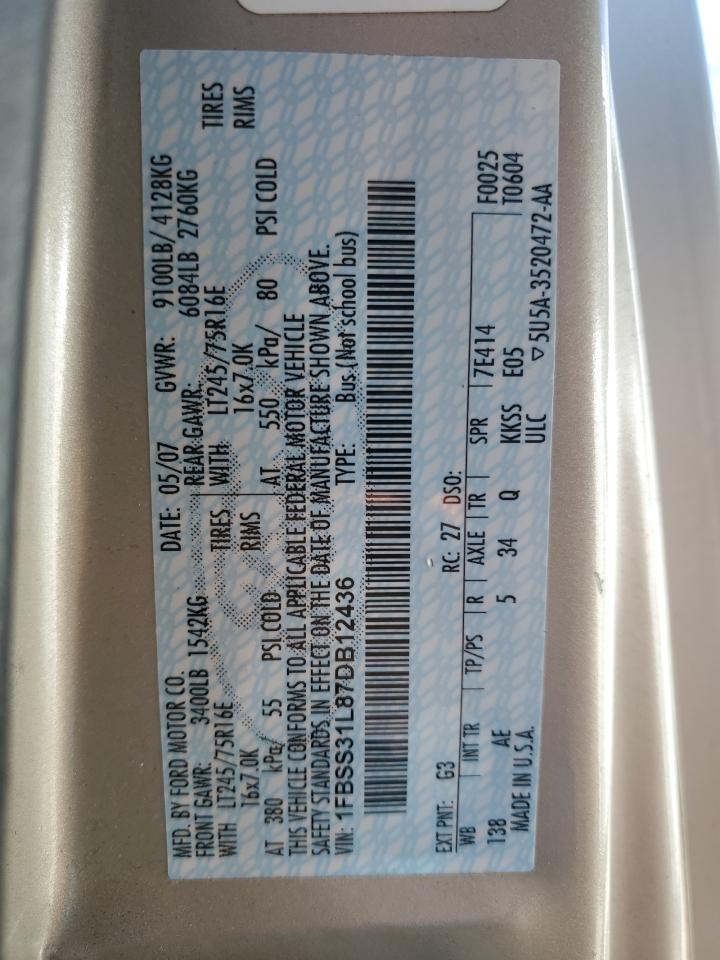 MFD. BY FORD MOTOR CO. DATE: 05/07 GVWR: 9100LB/ 4128KG
FRONT GAWR: 3400LB 1542KG REAR GAWR: 6084LB 2760KG
WITH LT245/75R16E TIRES WITH LT245/75R16E TIRES
16x7.0K RIMS 16x7.0K RIMS
AT 380 kPa/ 55 PSI COLD AT 550 kPa/ 80 PSI COLD
THIS VEHICLE CONFORMS TO ALL APPLICABLE FEDERAL MOTOR VEHICLE
SAFETY STANDARDS IN EFFECT ON THE DATE OF MANUFACTURE SHOWN ABOVE.
VIN: 1FBSS31L87DB12436 TYPE: Bus (Not school bus)
EXT PNT: G3 RC: 27 DSO: F0025
WB INT TR TP/PS R AXLE TR SPR 7E414 T0604
138 AE 5 34 Q KKSS E05
MADE IN U.S.A. ULC ▽5U5A-3520472-AA